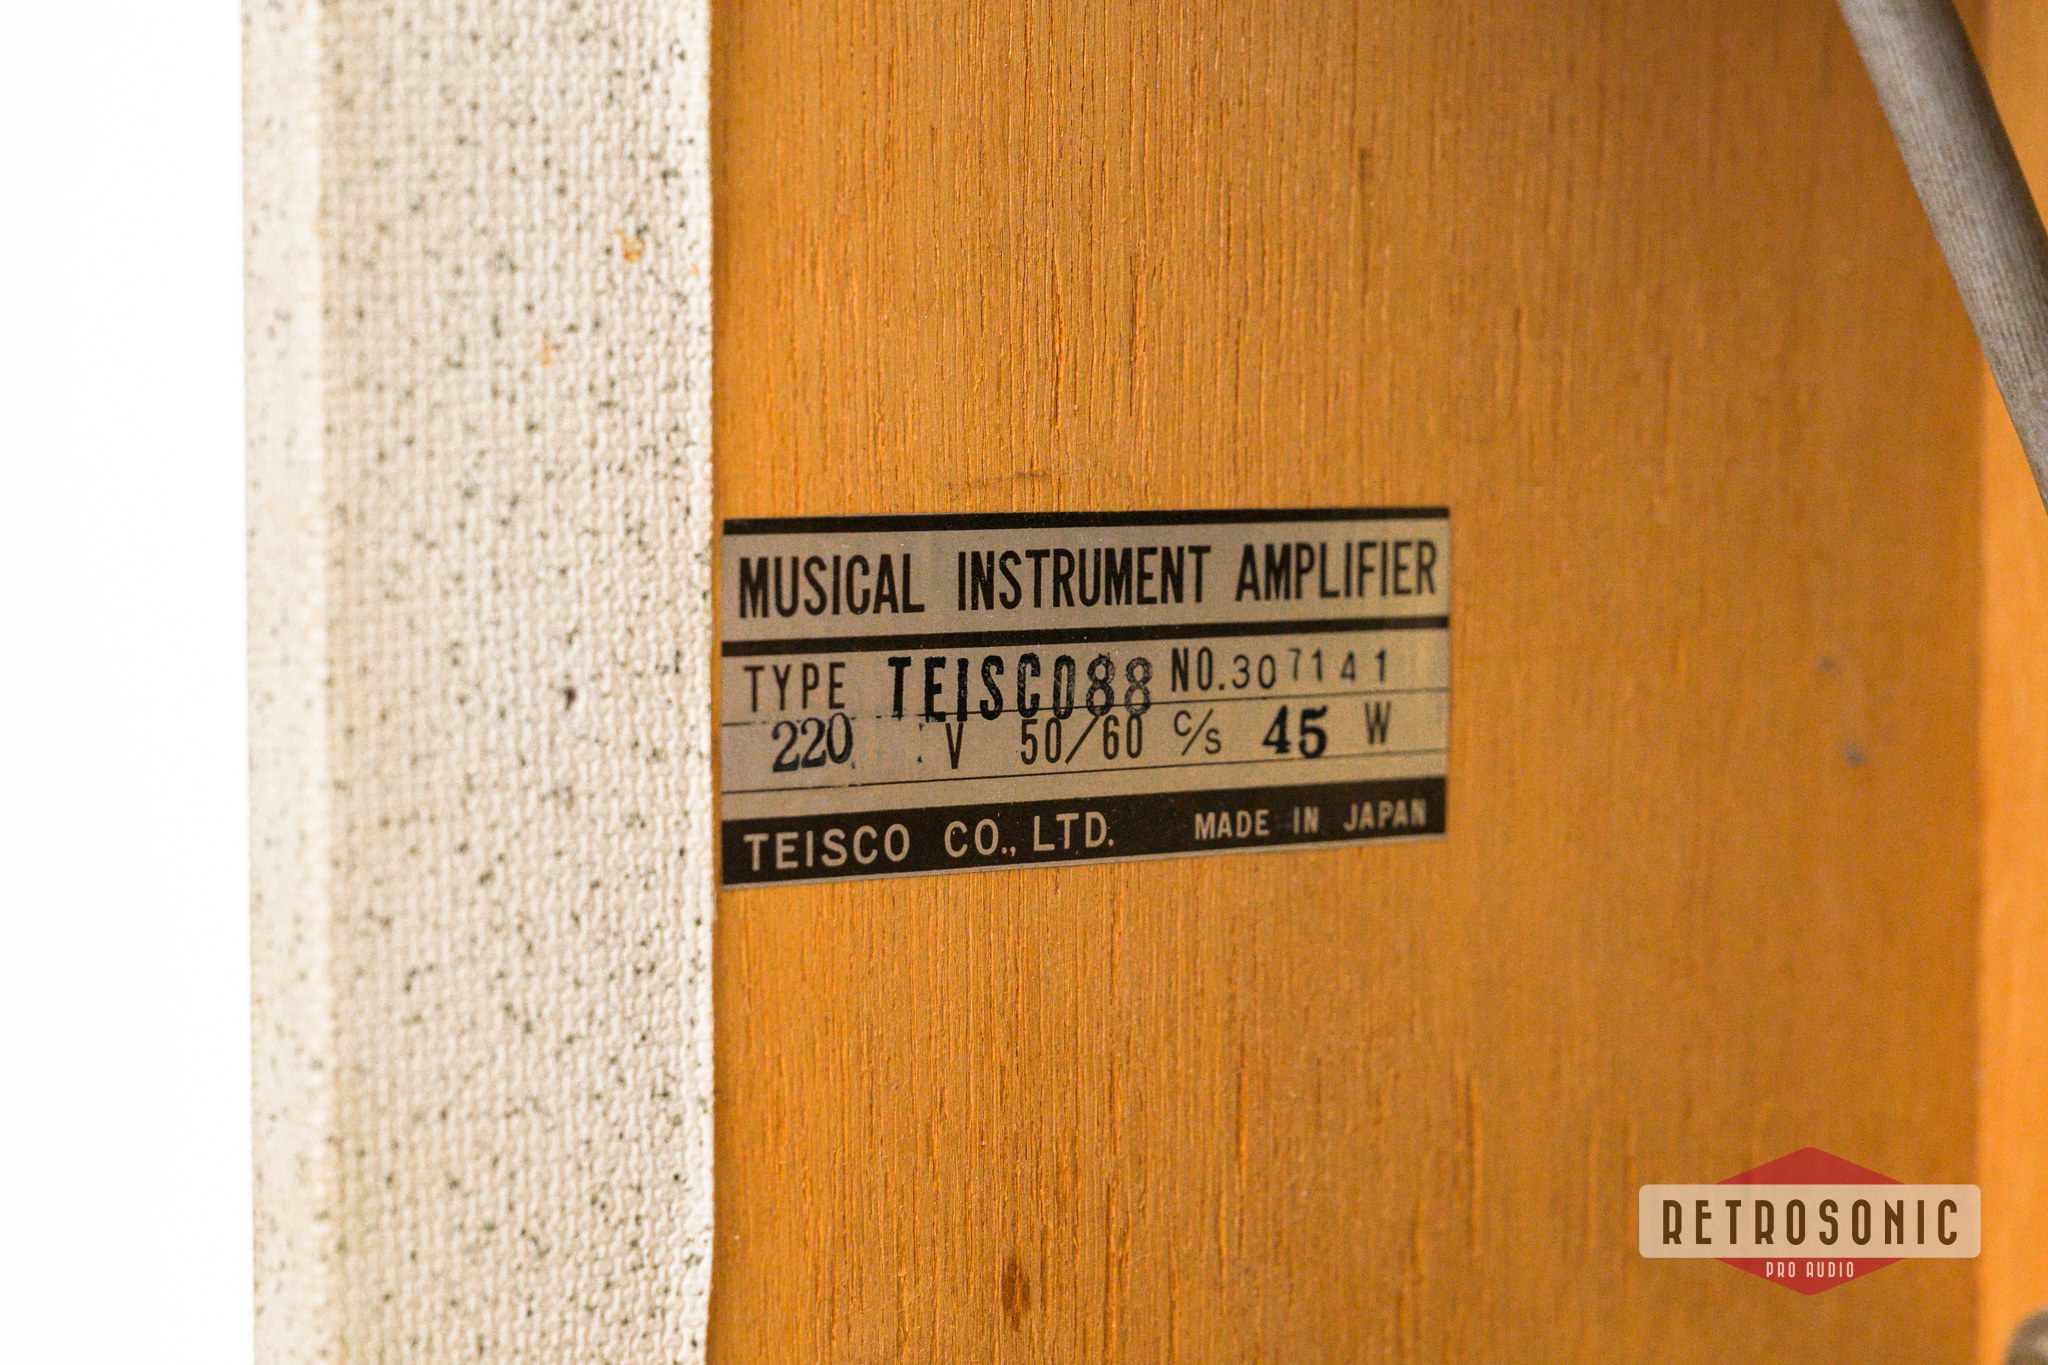 MUSICAL INSTRUMENT AMPLIFIER
TYPE TEISCO88 NO.307141
220 V 50/60 c/s 45 W
TEISCO CO., LTD. MADE IN JAPAN
RETROSONIC
PRO AUDIO